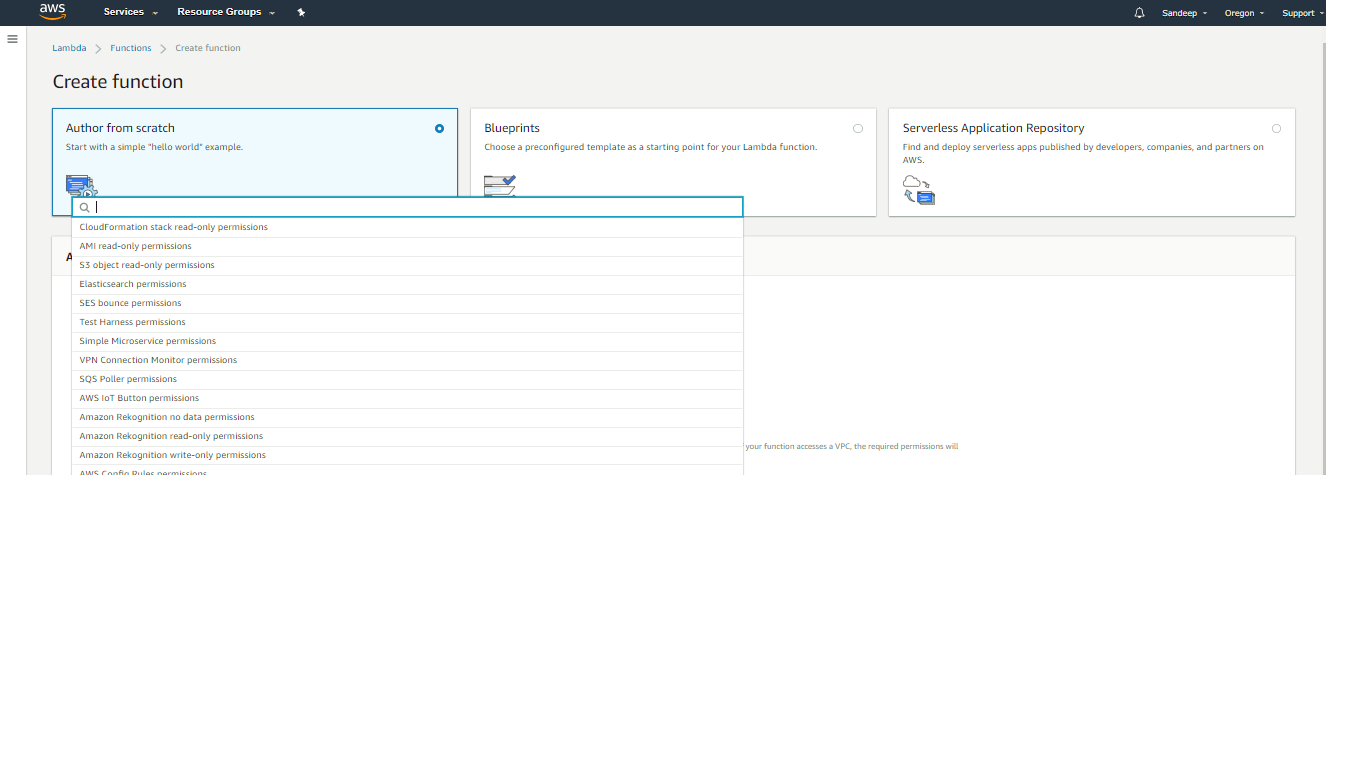 aws Services Resource Groups Sandeep Oregon Support
Lambda Functions Create function
Create function
Author from scratch
Start with a simple "hello world" example.
Blueprints
Choose a preconfigured template as a starting point for your Lambda function.
Serverless Application Repository
Find and deploy serverless apps published by developers, companies, and partners on
AWS.
CloudFormation stack read-only permissions
AMI read-only permissions
S3 object read-only permissions
Elasticsearch permissions
SES bounce permissions
Test Harness permissions
Simple Microservice permissions
VPN Connection Monitor permissions
SQS Poller permissions
AWS IoT Button permissions
Amazon Rekognition no data permissions
Amazon Rekognition read-only permissions
your function accesses a VPC, the required permissions will
Amazon Rekognition write-only permissions
AWS Config Rules permissions